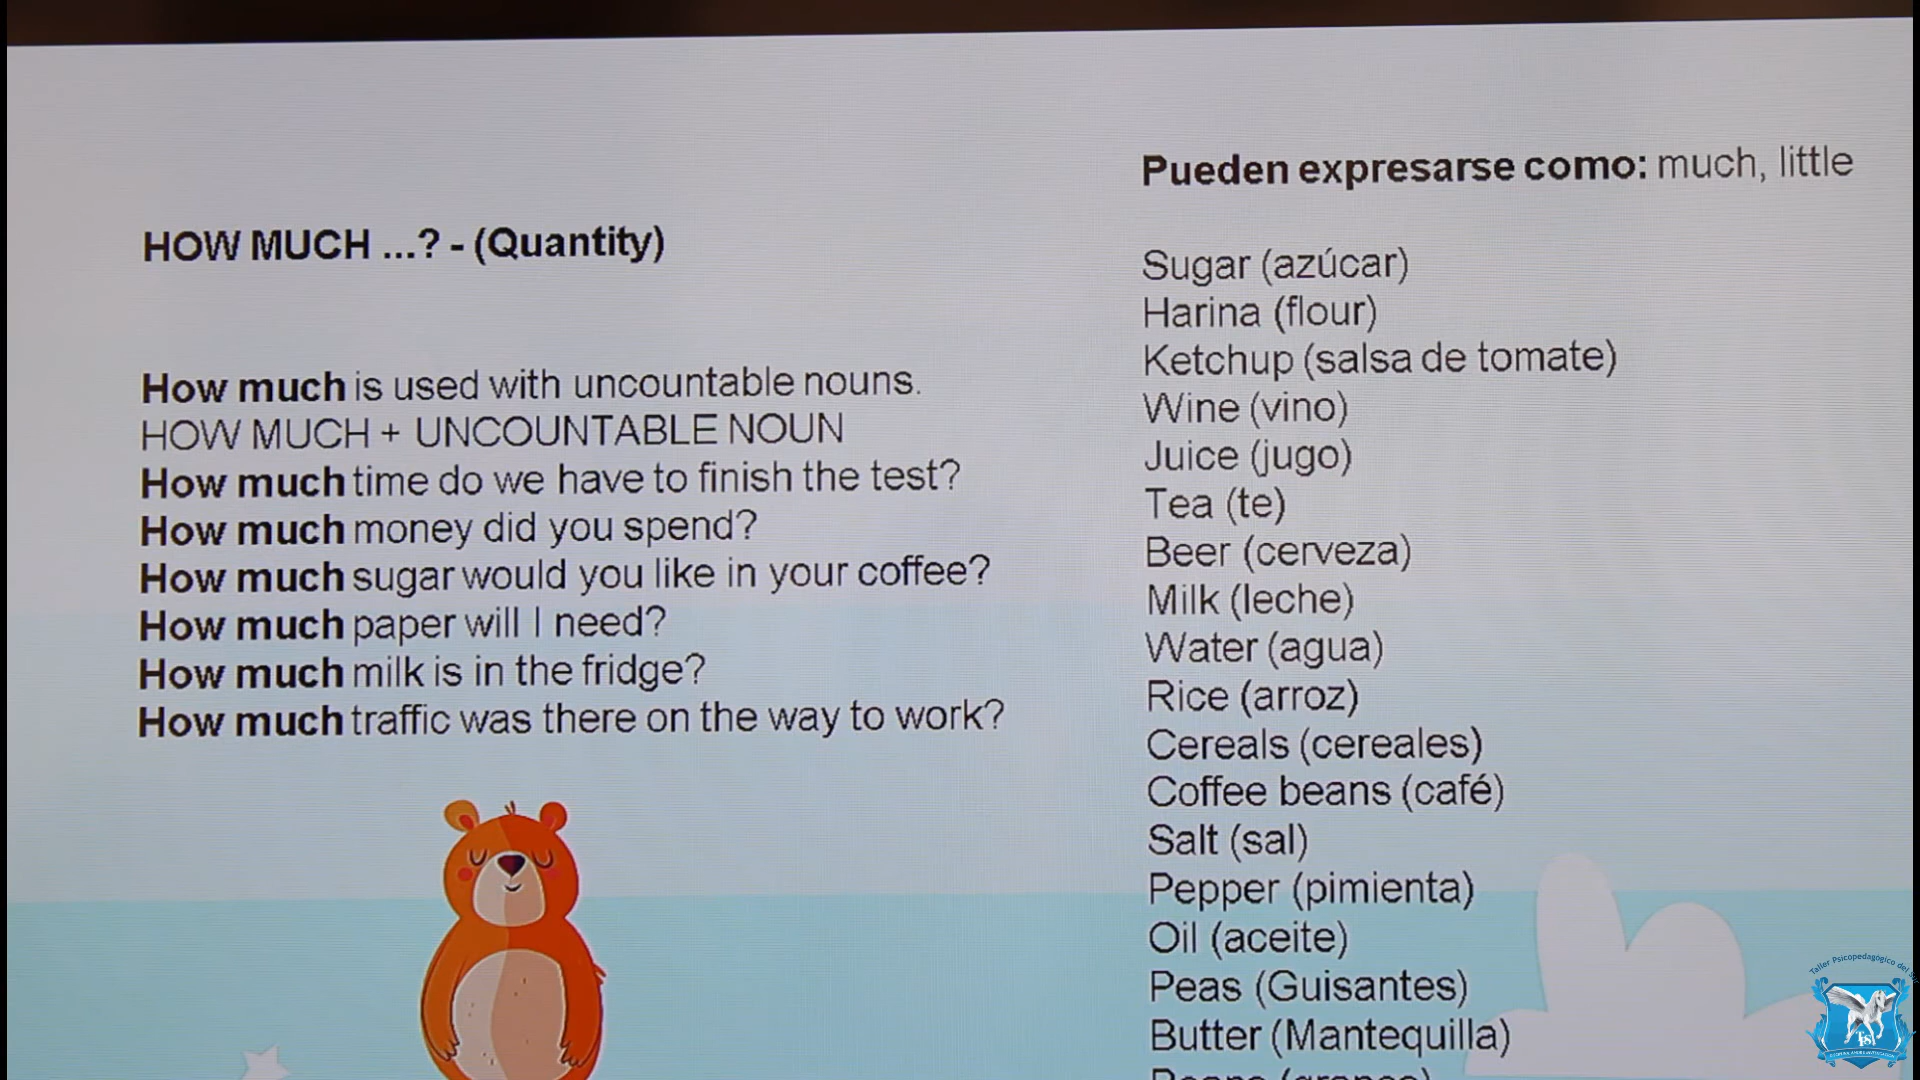 HOW MUCH ...? - (Quantity)
How much is used with uncountable nouns.
HOW MUCH + UNCOUNTABLE NOUN
How much time do we have to finish the test?
How much money did you spend?
How much sugar would you like in your coffee?
How much paper will I need?
How much milk is in the fridge?
How much traffic was there on the way to work?
Pueden expresarse como: much, little
Sugar (azúcar)
Harina (flour)
Ketchup (salsa de tomate)
Wine (vino)
Juice (jugo)
Tea (te)
Beer (cerveza)
Milk (leche)
Water (agua)
Rice (arroz)
Cereals (cereales)
Coffee beans (café)
Salt (sal)
Pepper (pimienta)
Oil (aceite)
Peas (Guisantes)
Butter (Mantequilla)
Taller Psicopedagógico del